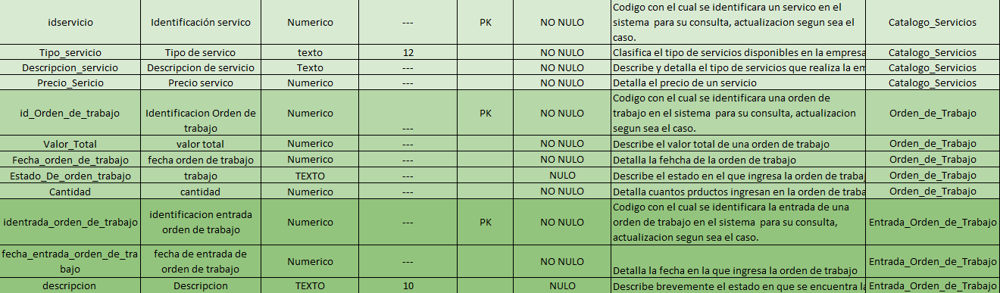 idservicio Identificación servico Numerico --- PK NO NULO Codigo con el cual se identificara un servico en el sistema para su consulta, actualizacion segun sea el caso. Catalogo_Servicios
Tipo_servicio Tipo de servico texto 12 NO NULO Clasifica el tipo de servicios disponibles en la empresa Catalogo_Servicios
Descripcion_servicio Descripcion de servicio Texto --- NO NULO Describe y detalla el tipo de servicios que realiza la em Catalogo_Servicios
Precio_Sericio Precio servico Numerico --- NO NULO Detalla el precio de un servicio Catalogo_Servicios
id_Orden_de_trabajo Identificacion Orden de trabajo Numerico --- PK NO NULO Codigo con el cual se identificara una orden de trabajo en el sistema para su consulta, actualizacion segun sea el caso. Orden_de_Trabajo
Valor_Total valor total Numerico --- NO NULO Describe el valor total de una orden de trabajo Orden_de_Trabajo
Fecha_orden_de_trabajo fecha orden de trabajo Numerico --- NO NULO Detalla la fehcha de la orden de trabajo Orden_de_Trabajo
Estado_De_orden_trabajo trabajo TEXTO --- NULO Describe el estado en el que ingresa la orden de trabaj Orden_de_Trabajo
Cantidad cantidad Numerico --- NO NULO Detalla cuantos prductos ingresan en la orden de traba Orden_de_Trabajo
identrada_orden_de_trabajo identificacion entrada orden de trabajo Numerico --- PK NO NULO Codigo con el cual se identificara la entrada de una orden de trabajo en el sistema para su consulta, actualizacion segun sea el caso. Entrada_Orden_de_Trabajo
fecha_entrada_orden_de_tra bajo fecha de entrada de orden de trabajo Numerico --- NO NULO Detalla la fecha en la que ingresa la orden de trabajo Entrada_Orden_de_Trabajo
descripcion Descripcion TEXTO 10 NULO Describe brevemente el estado en que se encuentra la Entrada_Orden_de_Trabajo